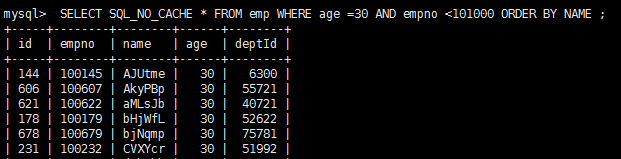 mysql>  SELECT SQL_NO_CACHE * FROM emp WHERE age =30 AND empno <101000 ORDER BY NAME ;
+-----+--------+--------+------+--------+
| id  | empno  | name   | age  | deptId |
+-----+--------+--------+------+--------+
| 144 | 100145 | AJUtme |   30 |   6300 |
| 606 | 100607 | AkyPBp |   30 |  55721 |
| 621 | 100622 | aMLsJb |   30 |  40721 |
| 178 | 100179 | bHjWfL |   30 |  52622 |
| 678 | 100679 | bjNqmp |   30 |  75781 |
| 231 | 100232 | CVXYcr |   30 |  51992 |